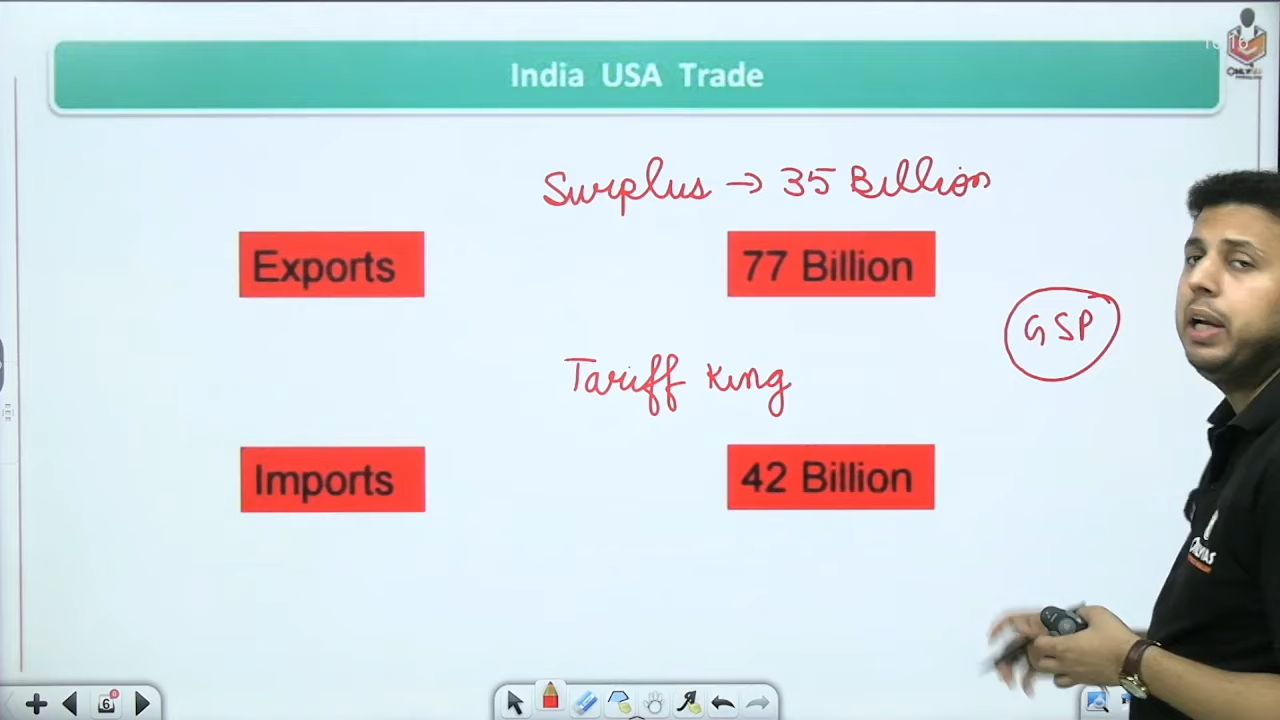 India USA Trade
Surplus → 35 Billion
Exports
77 Billion
GSP
Tariff King
Imports
42 Billion
6